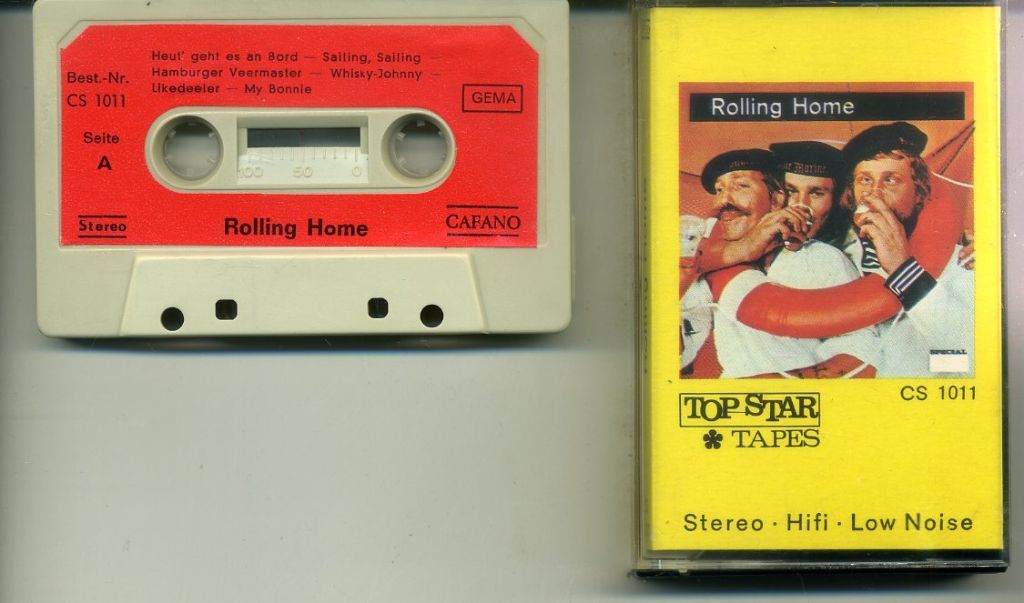 Heut' geht es an Bord — Sailing, Sailing —
Hamburger Veermaster — Whisky-Johnny —
Likedeeler — My Bonnie
Best.-Nr.
CS 1011
GEMA
Seite
A
100 50 0
Stereo
Rolling Home
CAFANO
Rolling Home
Marine
SPECIAL
CS 1011
TOP STAR
TAPES
Stereo · Hifi · Low Noise